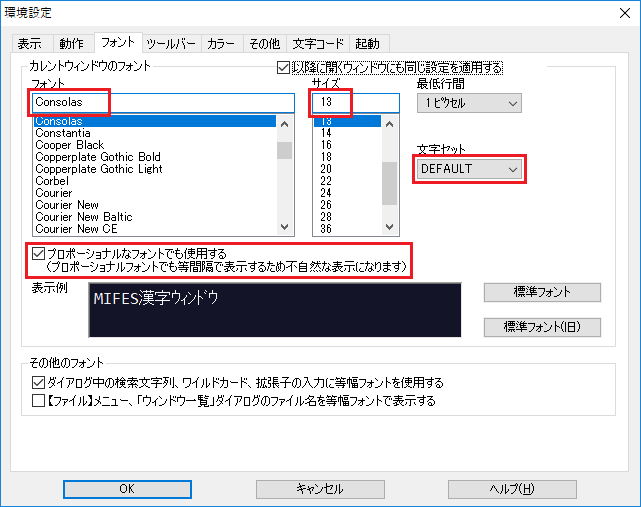 環境設定
表示 動作 フォント ツールバー カラー その他 文字コード 起動
カレントウィンドウのフォント
以降に開くウィンドウにも同じ設定を適用する
フォント サイズ 最低行間
Consolas 13 1ピクセル
Consolas 13
Constantia 14
Cooper Black 16
Copperplate Gothic Bold 18
Copperplate Gothic Light 20
Corbel 22
Courier 24
Courier New 26
Courier New Baltic 28
Courier New CE 36
文字セット
DEFAULT
プロポーショナルなフォントでも使用する
(プロポーショナルフォントでも等間隔で表示するため不自然な表示になります)
表示例
MIFES漢字ウィンドウ
標準フォント
標準フォント(旧)
その他のフォント
ダイアログ中の検索文字列、ワイルドカード、拡張子の入力に等幅フォントを使用する
【ファイル】メニュー、「ウィンドウ一覧」ダイアログのファイル名を等幅フォントで表示する
OK キャンセル ヘルプ(H)